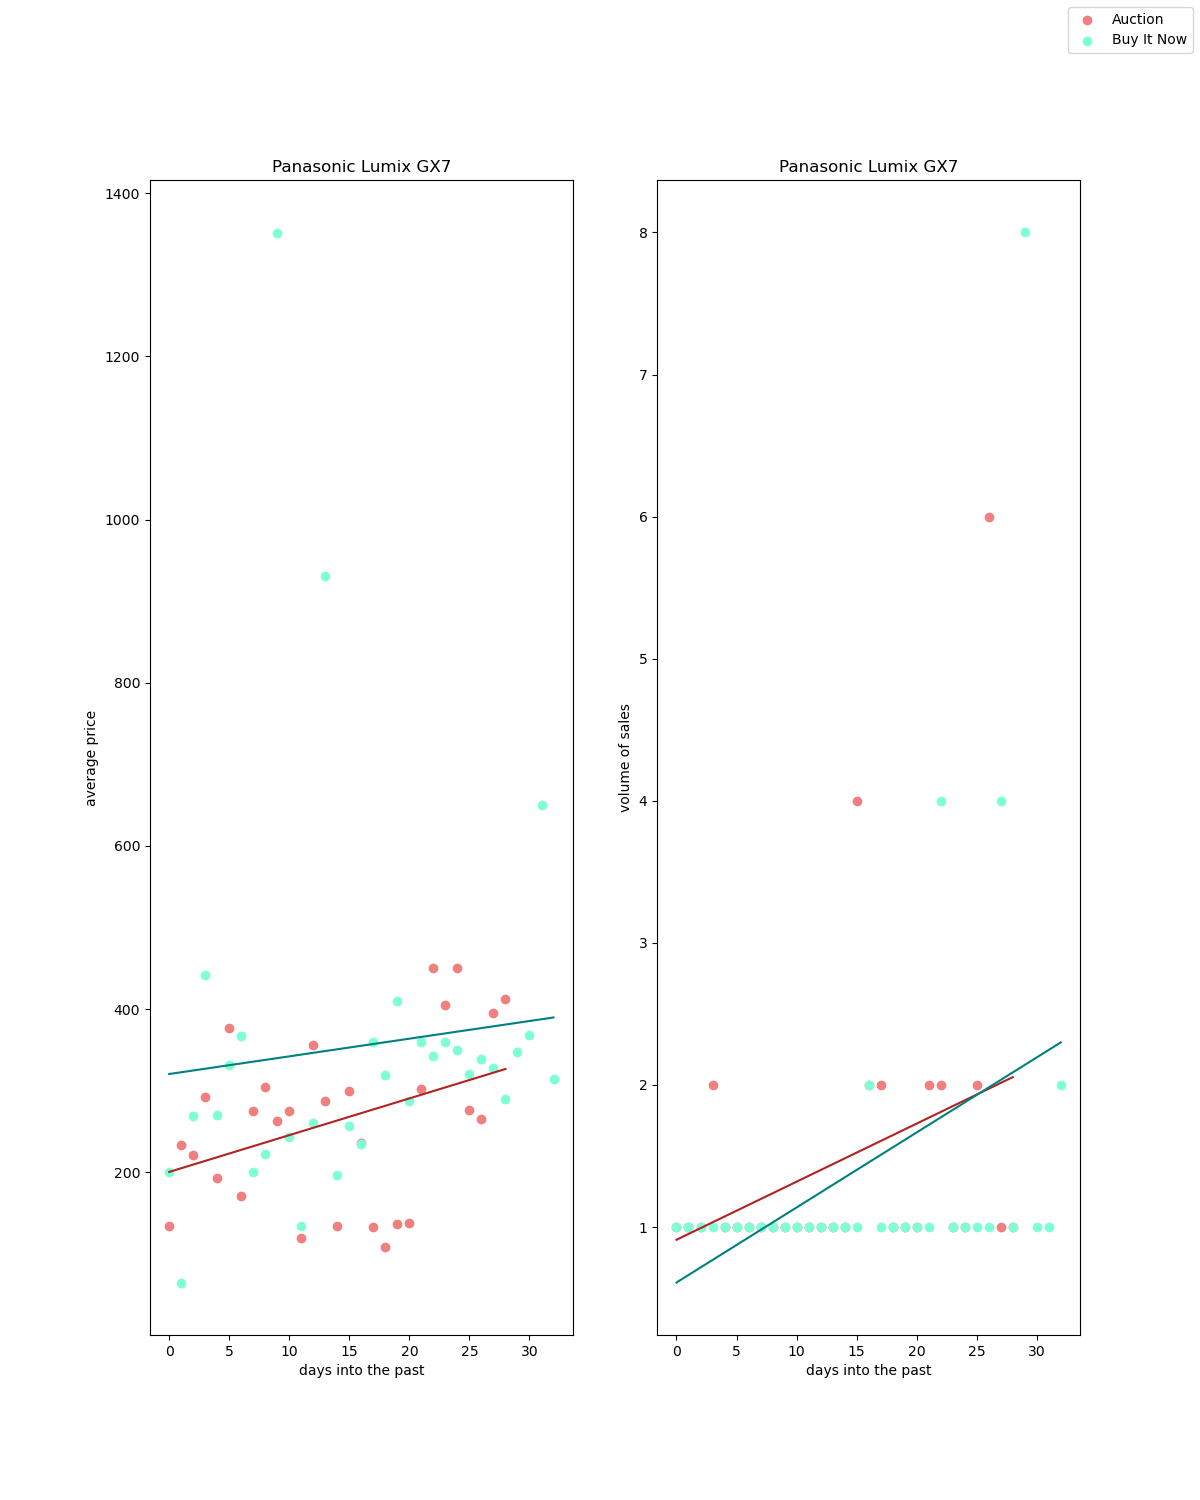 Auction
Buy It Now
Panasonic Lumix GX7
1400
1200
1000
800
600
400
200
average price
0 5 10 15 20 25 30
days into the past
Panasonic Lumix GX7
8
7
6
5
4
3
2
1
volume of sales
0 5 10 15 20 25 30
days into the past